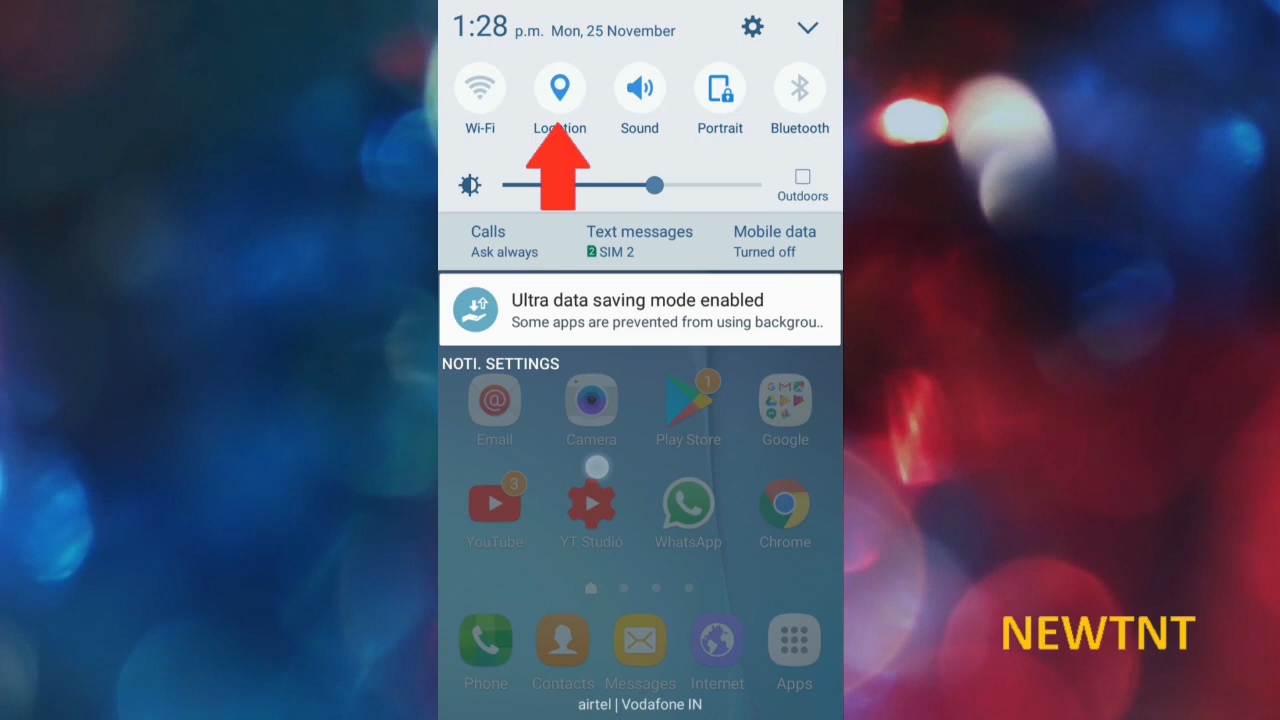 1:28 p.m. Mon, 25 November
Wi-Fi Location Sound Portrait Bluetooth
Outdoors
Calls Text messages Mobile data
Ask always 2 SIM 2 Turned off
Ultra data saving mode enabled
Some apps are prevented from using backgrou..
NOTI. SETTINGS
1
Email Camera Play Store Google
3
YouTube YT Studio WhatsApp Chrome
NEWTNT
Phone Contacts Messages Internet Apps
airtel | Vodafone IN